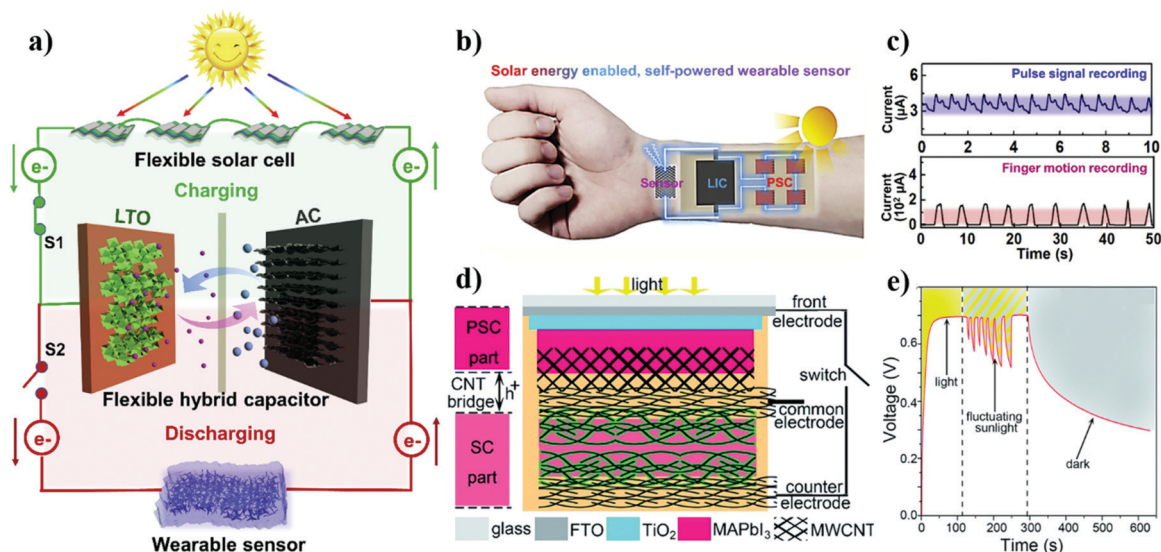 a)
Flexible solar cell
e-
e-
Charging
LTO
AC
S1
S2
Flexible hybrid capacitor
e-
e-
Discharging
Wearable sensor
b)
Solar energy enabled, self-powered wearable sensor
Sensor
LIC
PSC
c)
Pulse signal recording
Current (μA)
6
3
0 2 4 6 8 10
Finger motion recording
Current (10² μA)
4
2
0
0 10 20 30 40 50
Time (s)
d)
light
front
electrode
PSC
part
CNT
bridge
h+
switch
common
electrode
SC
part
counter
electrode
glass FTO TiO₂ MAPbI₃ MWCNT
e)
Voltage (V)
0.6
0.4
0.2
0.0
light
fluctuating
sunlight
dark
0 100 200 300 400 500 600
Time (s)